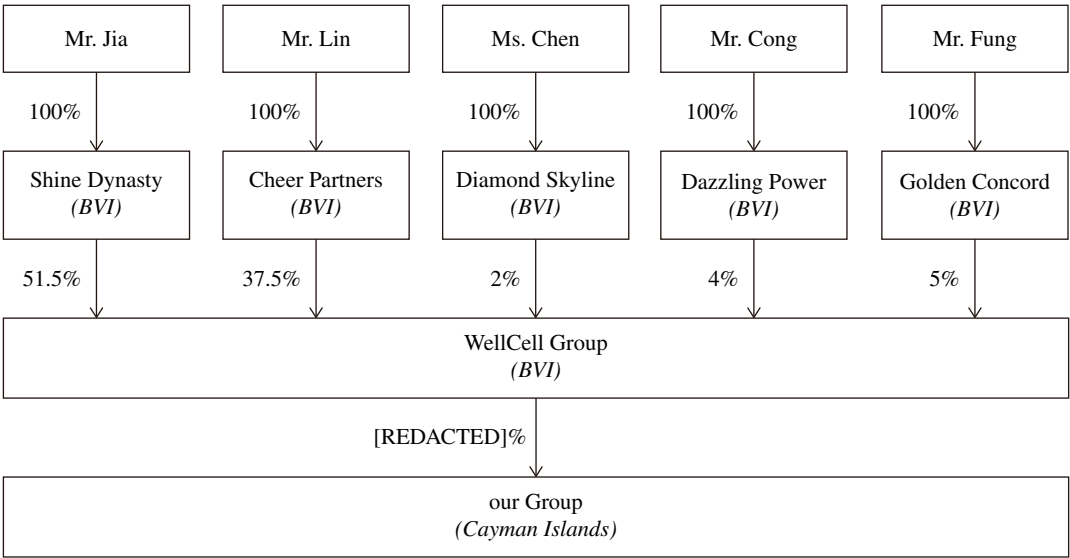 Mr. Jia
Mr. Lin
Ms. Chen
Mr. Cong
Mr. Fung
100%
100%
100%
100%
100%
Shine Dynasty
(BVI)
Cheer Partners
(BVI)
Diamond Skyline
(BVI)
Dazzling Power
(BVI)
Golden Concord
(BVI)
51.5%
37.5%
2%
4%
5%
WellCell Group
(BVI)
[REDACTED]%
our Group
(Cayman Islands)